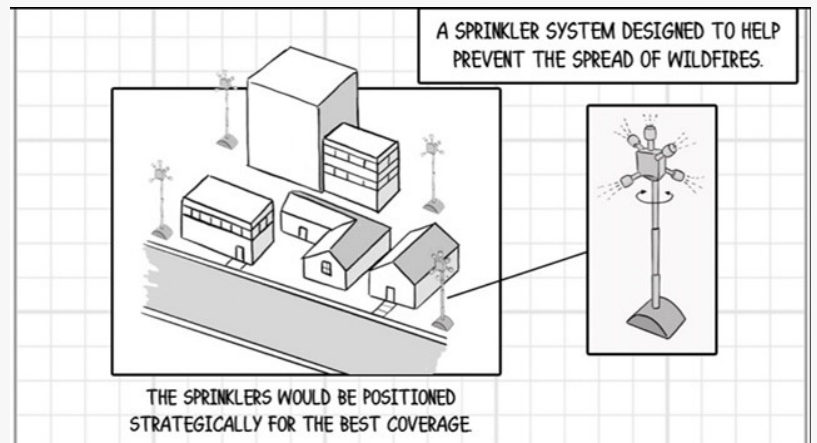 A SPRINKLER SYSTEM DESIGNED TO HELP
PREVENT THE SPREAD OF WILDFIRES.
THE SPRINKLERS WOULD BE POSITIONED
STRATEGICALLY FOR THE BEST COVERAGE.